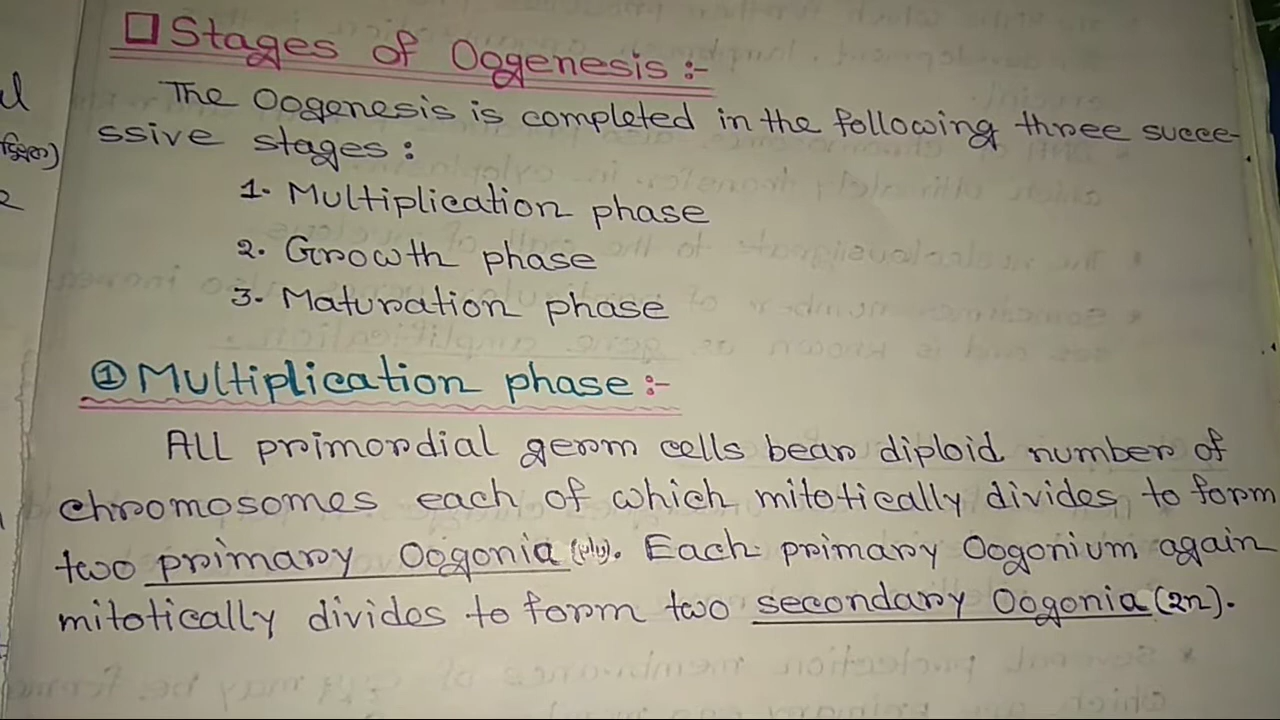 Stages of Oogenesis :-
The Oogenesis is completed in the following three succe-
ssive stages :
1. Multiplication phase
2. Growth phase
3. Maturation phase
① Multiplication phase :-
All primordial germ cells bear diploid number of
chromosomes each of which mitotically divides to form
two primary Oogonia (ply). Each primary Oogonium again
mitotically divides to form two secondary Oogonia (2n).